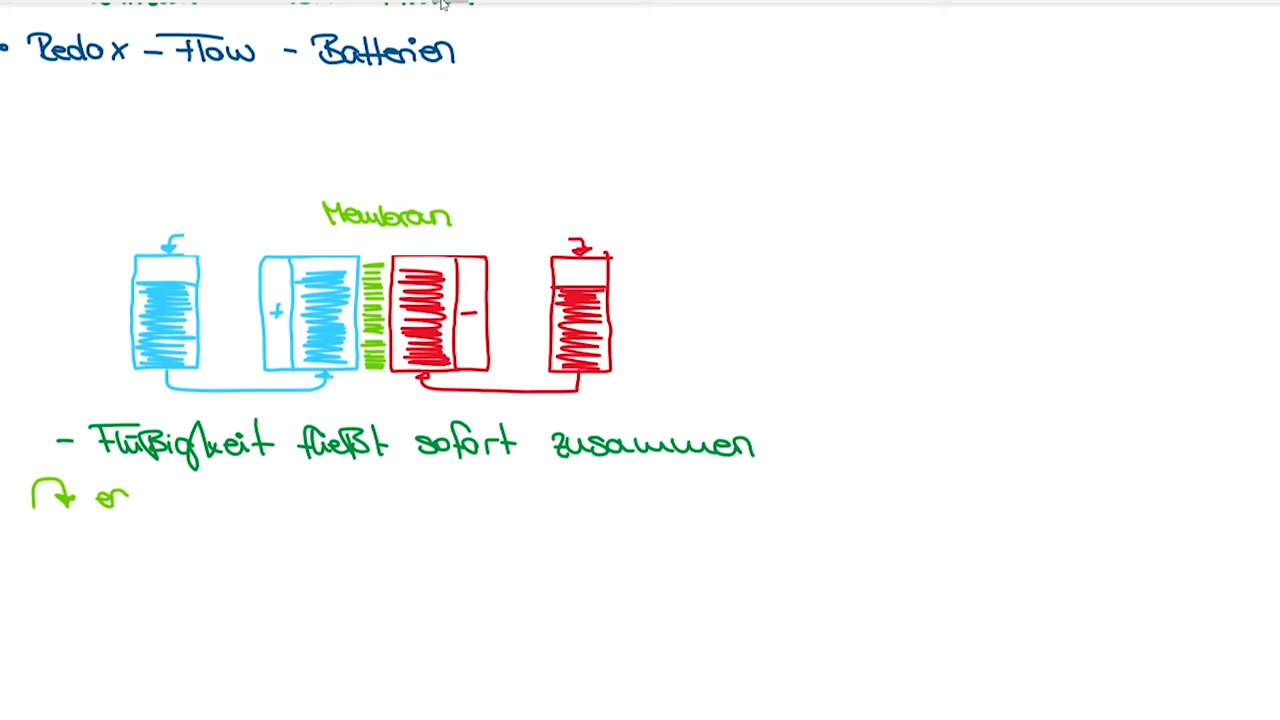 • Redox - Flow - Batterien
Membran
+ -
- Flüßigkeit fließt sofort zusammen
er